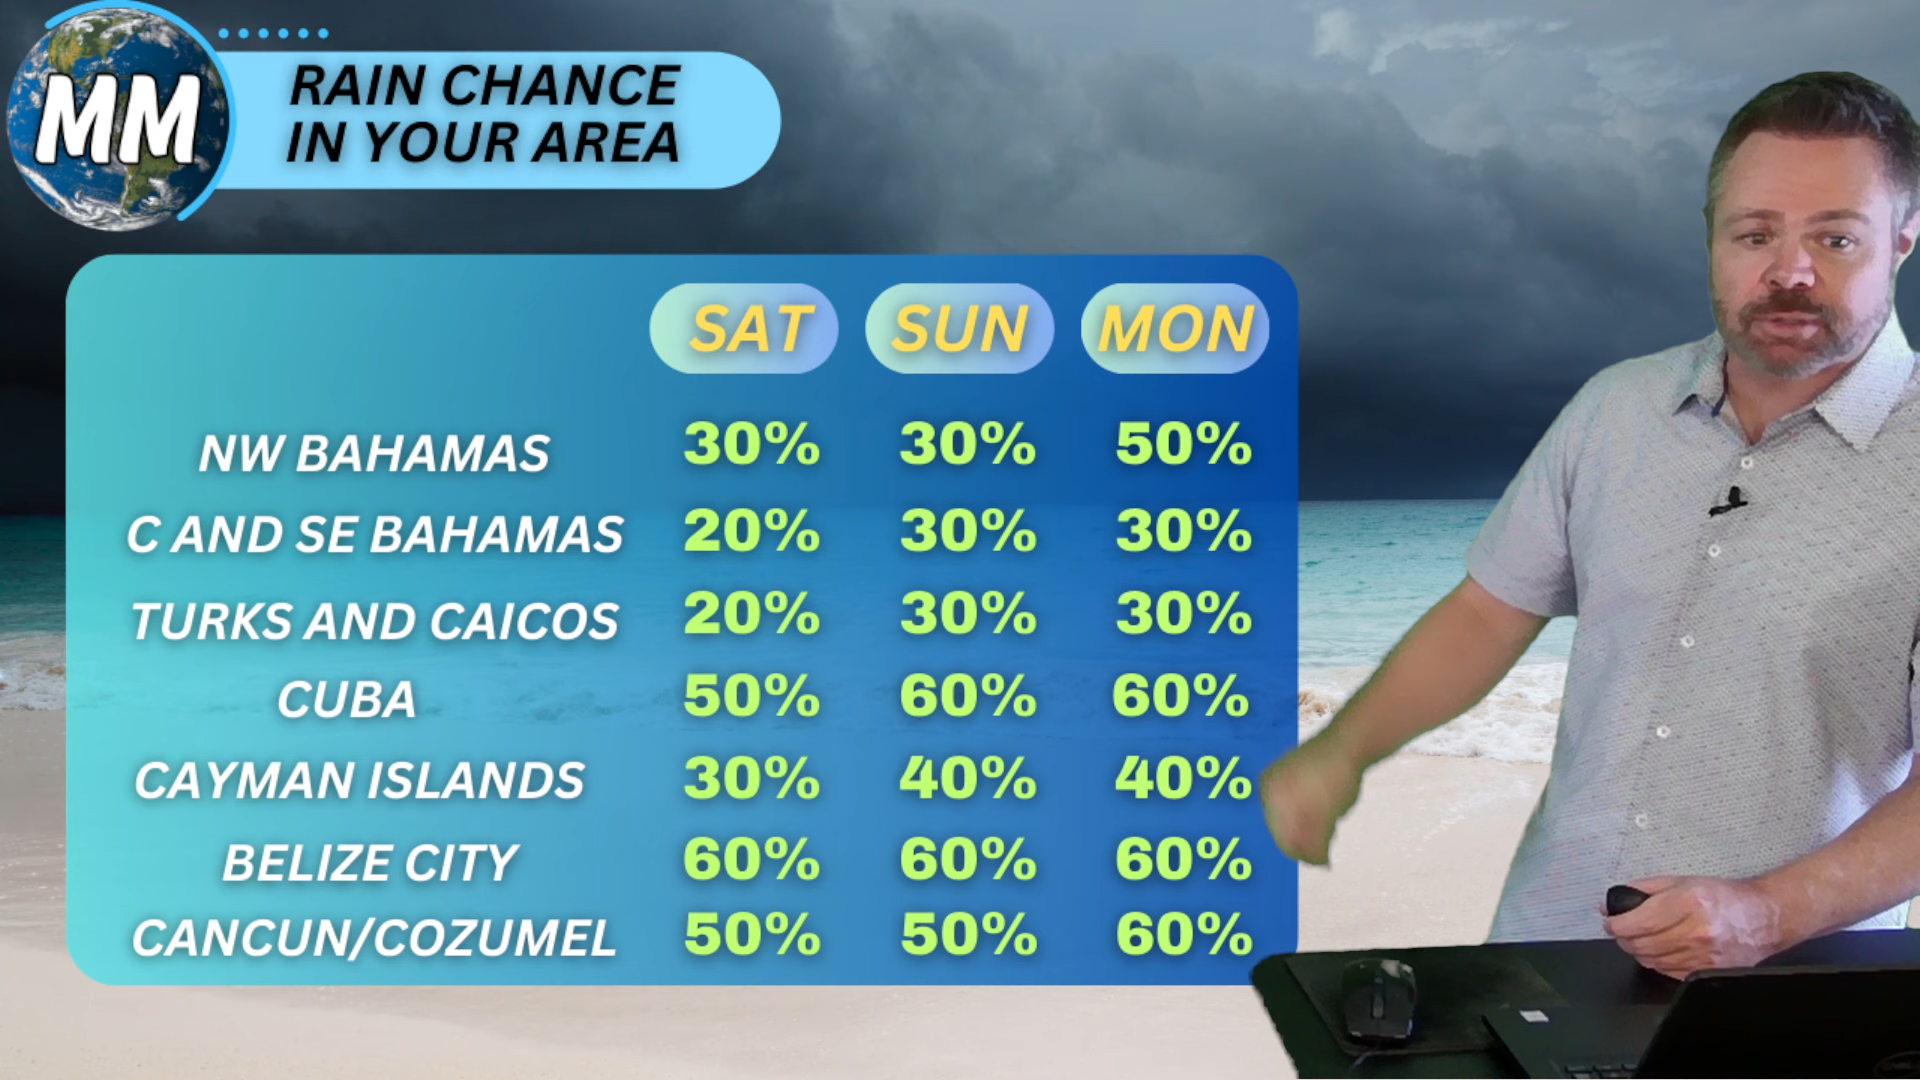 MM
RAIN CHANCE
IN YOUR AREA
SAT SUN MON
NW BAHAMAS 30% 30% 50%
C AND SE BAHAMAS 20% 30% 30%
TURKS AND CAICOS 20% 30% 30%
CUBA 50% 60% 60%
CAYMAN ISLANDS 30% 40% 40%
BELIZE CITY 60% 60% 60%
CANCUN/COZUMEL 50% 50% 60%